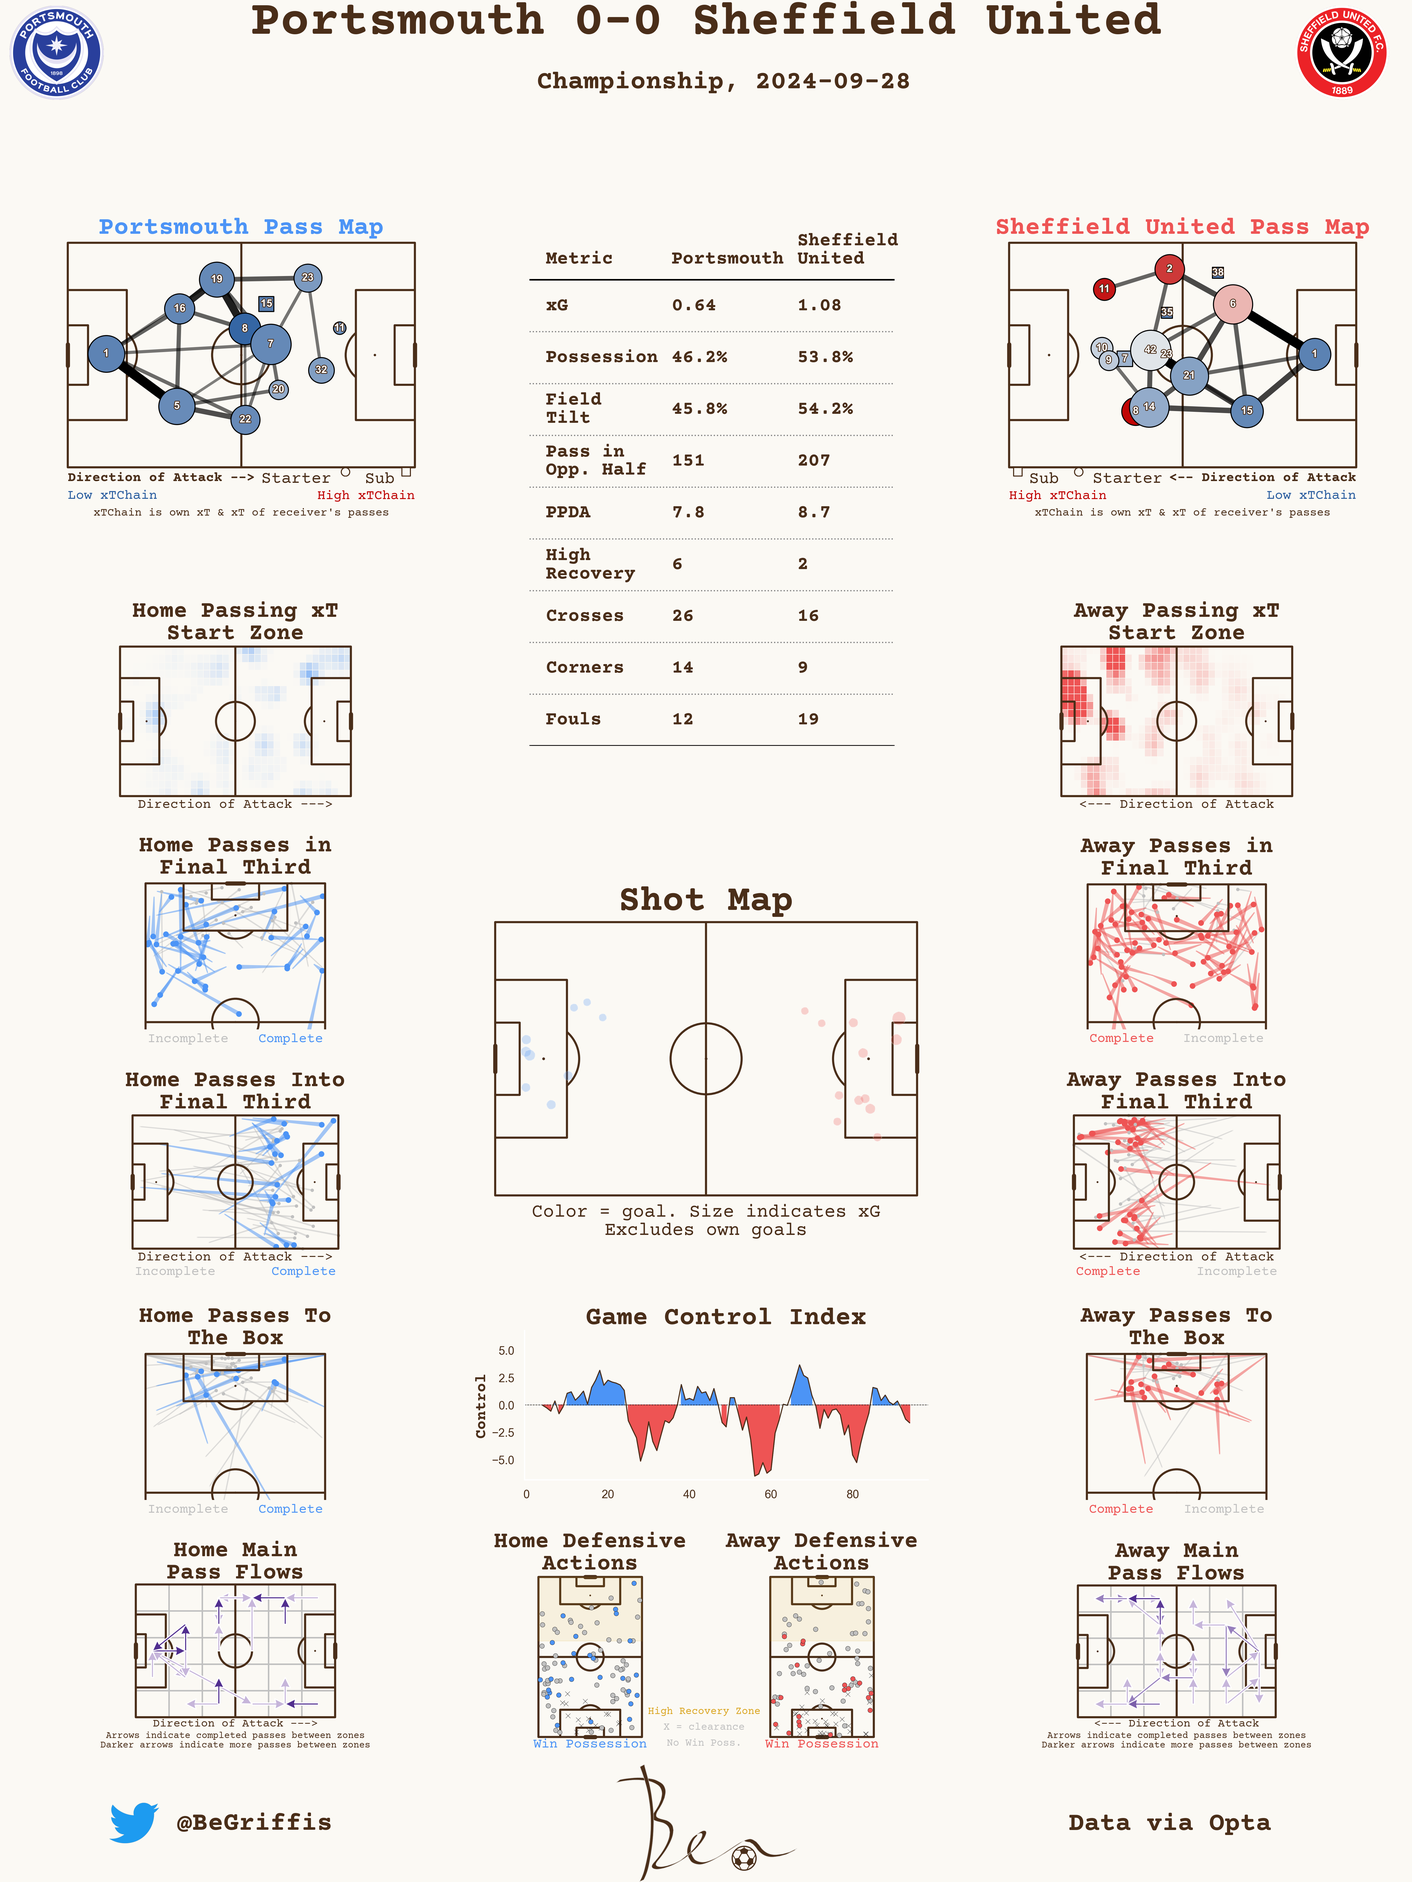 Portsmouth 0-0 Sheffield United
Championship, 2024-09-28
PORTSMOUTH
1898
FOOTBALL CLUB
SHEFFIELD UNITED F.C.
1889
Portsmouth Pass Map
19
23
15
16
8
11
7
1
32
20
5
22
Direction of Attack --> Starter Sub
Low xTChain High xTChain
xTChain is own xT & xT of receiver's passes
Metric Portsmouth Sheffield United
xG 0.64 1.08
Possession 46.2% 53.8%
Field Tilt 45.8% 54.2%
Pass in Opp. Half 151 207
PPDA 7.8 8.7
High Recovery 6 2
Crosses 26 16
Corners 14 9
Fouls 12 19
Sheffield United Pass Map
2
38
11
6
35
10
42
23
9
7
1
21
8
14
15
Sub Starter <-- Direction of Attack
High xTChain Low xTChain
xTChain is own xT & xT of receiver's passes
Home Passing xT
Start Zone
Direction of Attack --->
Away Passing xT
Start Zone
<--- Direction of Attack
Home Passes in
Final Third
Incomplete Complete
Away Passes in
Final Third
Complete Incomplete
Shot Map
Color = goal. Size indicates xG
Excludes own goals
Home Passes Into
Final Third
Direction of Attack --->
Incomplete Complete
Away Passes Into
Final Third
<--- Direction of Attack
Complete Incomplete
Home Passes To
The Box
Incomplete Complete
Game Control Index
Control
5.0
2.5
0.0
−2.5
−5.0
0 20 40 60 80
Away Passes To
The Box
Complete Incomplete
Home Main
Pass Flows
Direction of Attack --->
Arrows indicate completed passes between zones
Darker arrows indicate more passes between zones
Home Defensive
Actions
Win Possession
High Recovery Zone
X = clearance
No Win Poss.
Away Defensive
Actions
Win Possession
Away Main
Pass Flows
<--- Direction of Attack
Arrows indicate completed passes between zones
Darker arrows indicate more passes between zones
@BeGriffis
Ben
Data via Opta